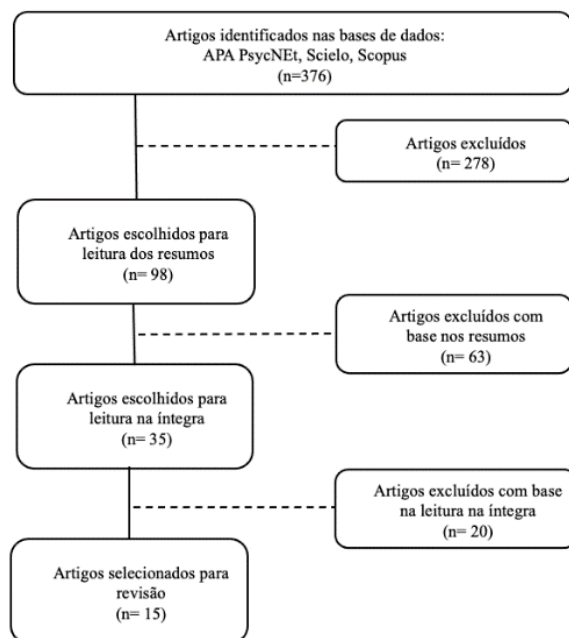 Artigos identificados nas bases de dados:
APA PsycNEt, Scielo, Scopus
(n=376)
Artigos excluídos
(n= 278)
Artigos escolhidos para
leitura dos resumos
(n= 98)
Artigos excluídos com
base nos resumos
(n= 63)
Artigos escolhidos para
leitura na íntegra
(n= 35)
Artigos excluídos com base
na leitura na íntegra
(n= 20)
Artigos selecionados para
revisão
(n= 15)